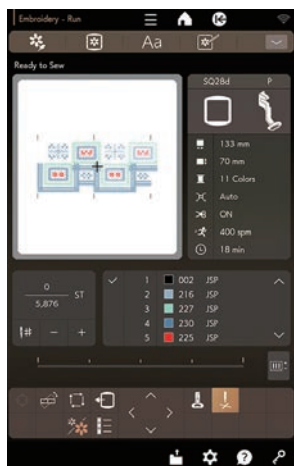 Embroidery - Run
Aa
Ready to Sew
SQ28d P
133 mm
70 mm
11 Colors
Auto
ON
400 spm
18 min
0
5,876
ST
1 002 JSP
2 216 JSP
3 227 JSP
4 230 JSP
5 225 JSP
#
- +
?